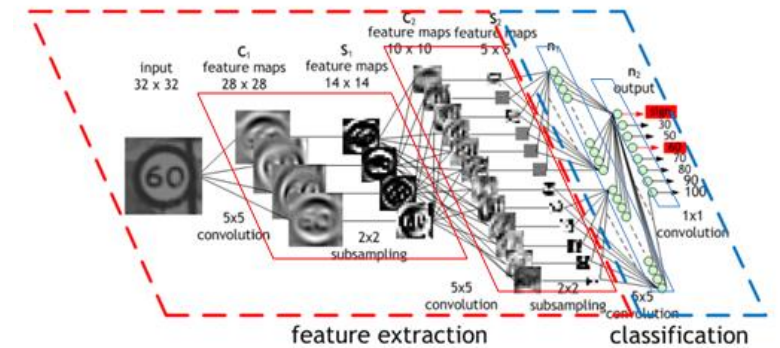 input
32 x 32
C1
feature maps
28 x 28
S1
feature maps
14 x 14
C2
feature maps
10 x 10
S2
feature maps
5 x 5
n1
n2
output
60
30
50
60
70
80
90
100
5x5
convolution
2x2
subsampling
5x5
convolution
2x2
subsampling
6x5
convolution
1x1
convolution
feature extraction
classification